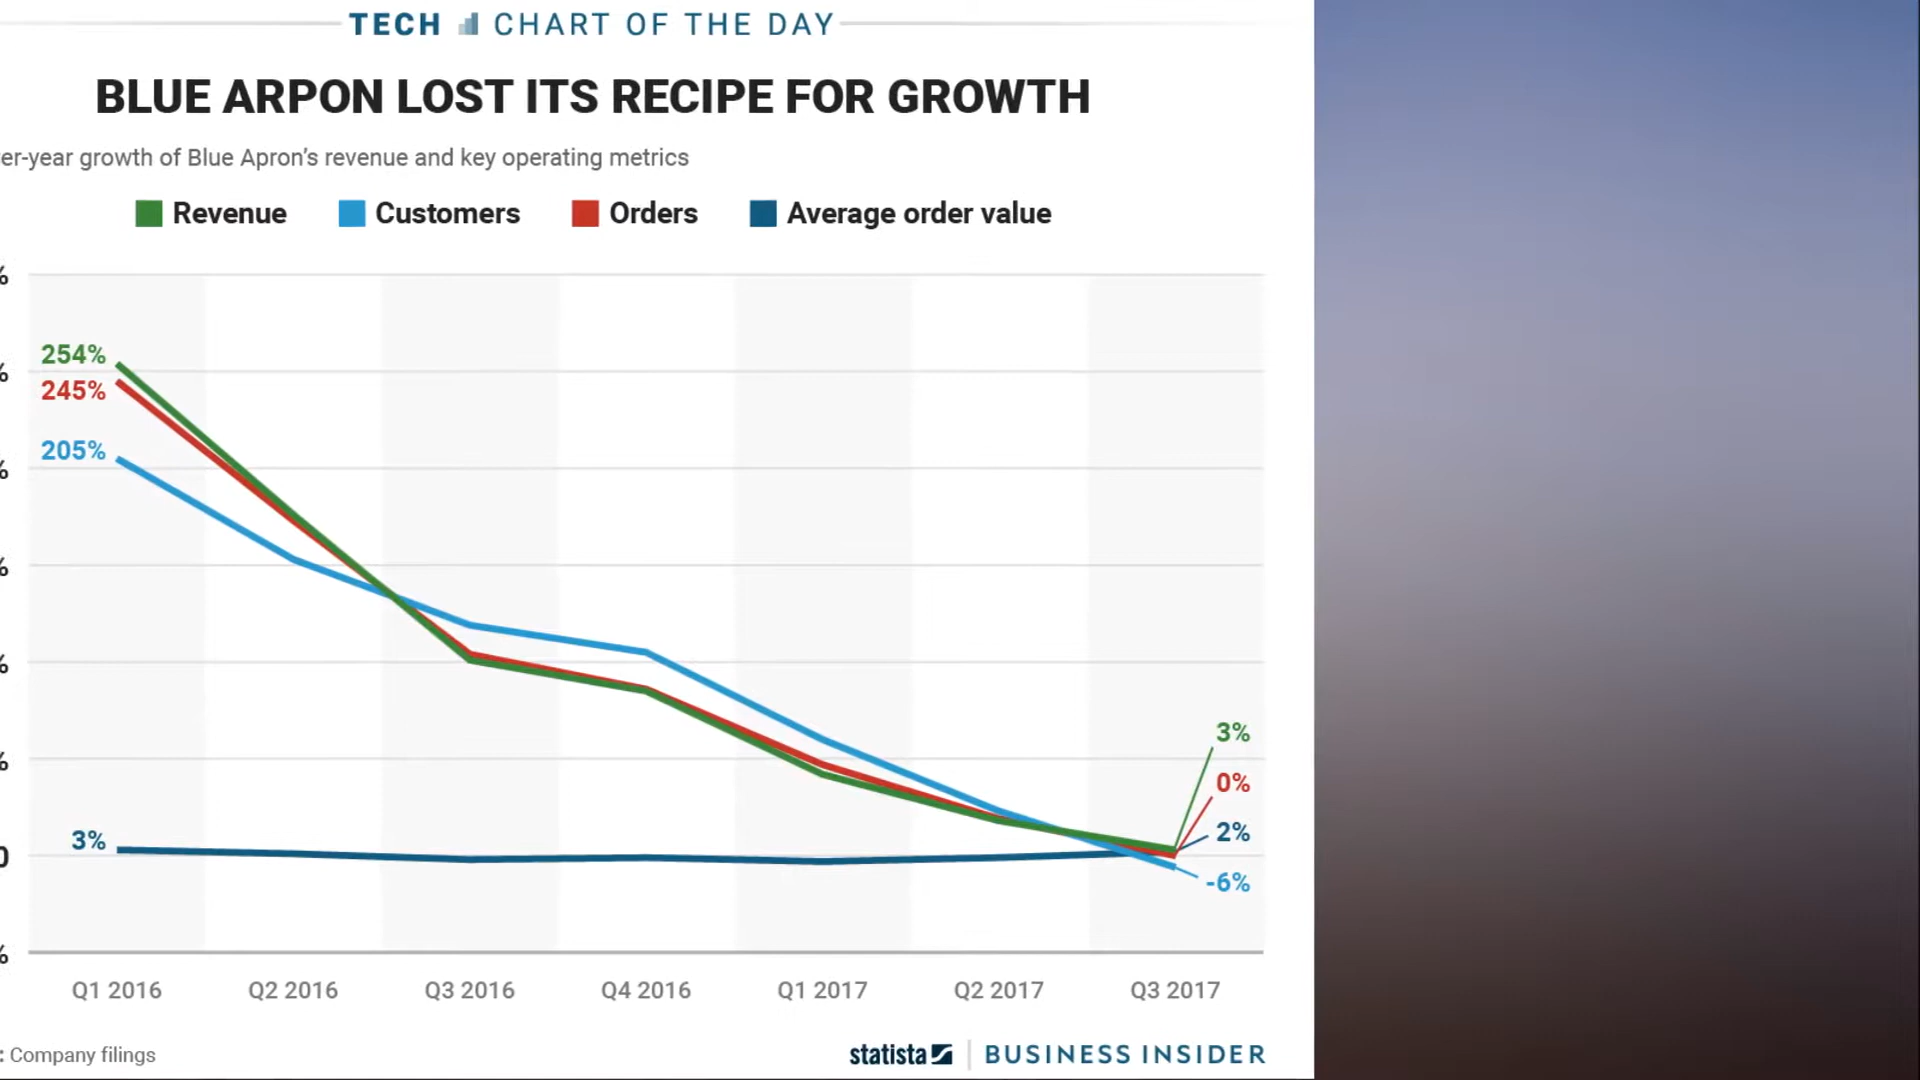 TECH CHART OF THE DAY
BLUE ARPON LOST ITS RECIPE FOR GROWTH
er-year growth of Blue Apron's revenue and key operating metrics
Revenue Customers Orders Average order value
%
254%
%
245%
205%
%
%
%
3%
%
0%
3% 2%
0
-6%
%
Q1 2016 Q2 2016 Q3 2016 Q4 2016 Q1 2017 Q2 2017 Q3 2017
: Company filings statista BUSINESS INSIDER